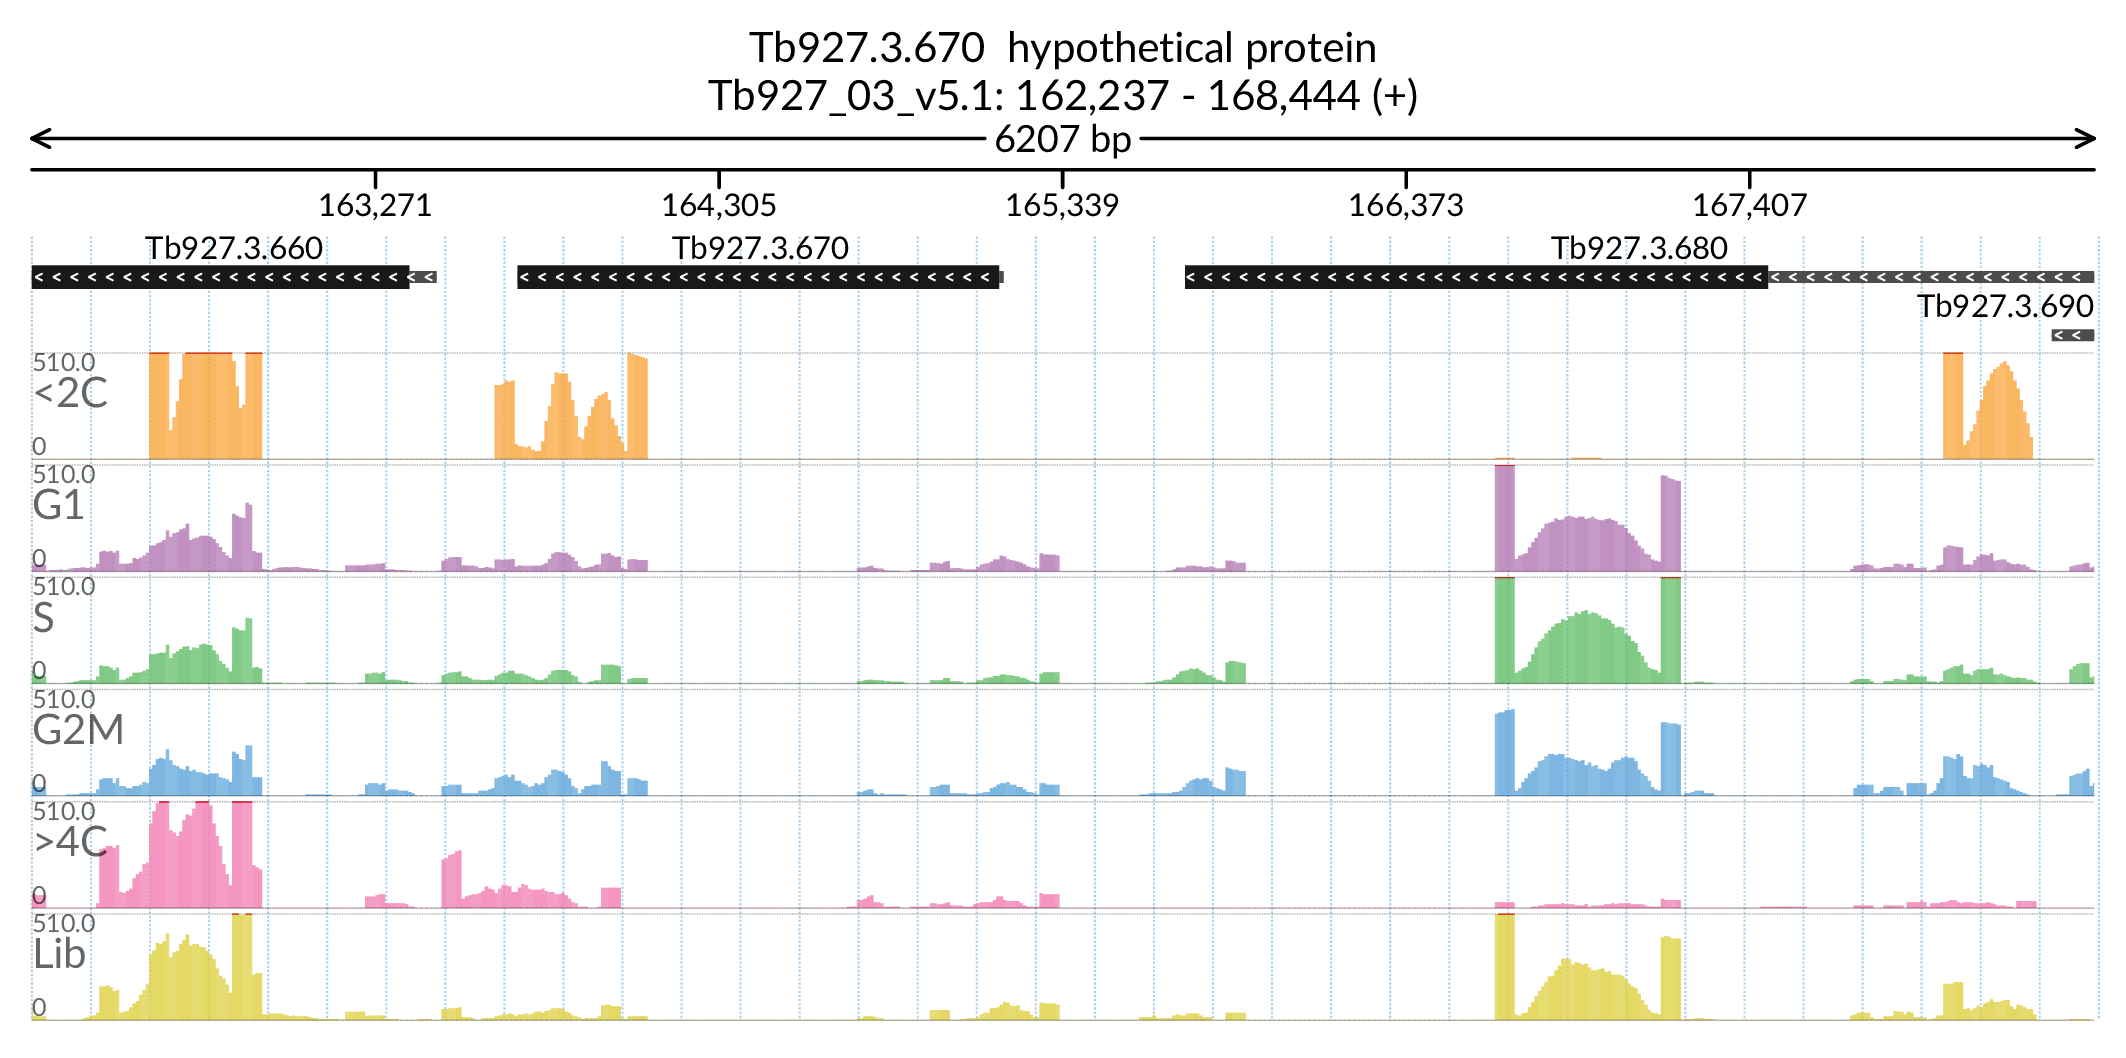 Tb927.3.670  hypothetical protein
Tb927_03_v5.1: 162,237 - 168,444 (+)
6207 bp
163,271 164,305 165,339 166,373 167,407
Tb927.3.660 Tb927.3.670 Tb927.3.680
Tb927.3.690
510.0
<2C
0
510.0
G1
0
510.0
S
0
510.0
G2M
0
510.0
>4C
0
510.0
Lib
0